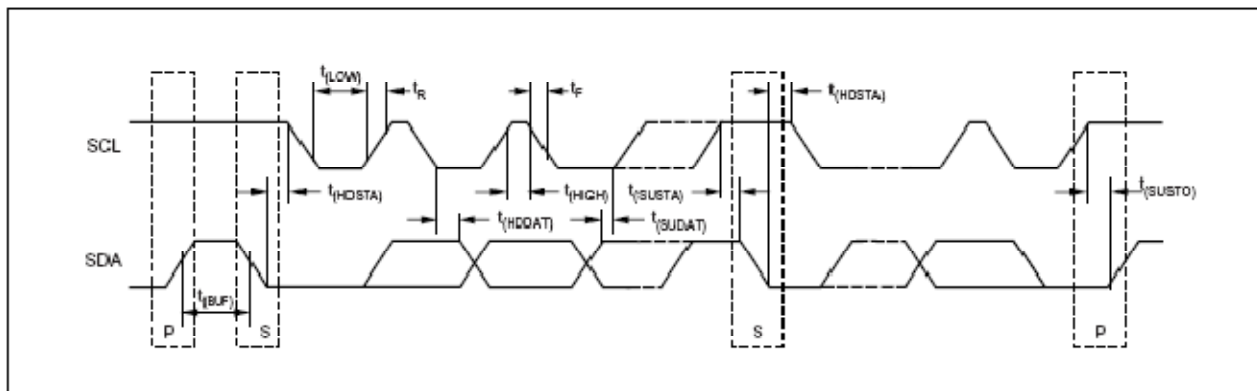 t(LOW)
tR
tF
t(HDSTA)
SCL
t(HDSTA)
t(HIGH)
t(SUSTA)
t(SUSTO)
t(HDDAT)
t(SUDAT)
SDA
t(BUF)
P
S
S
P